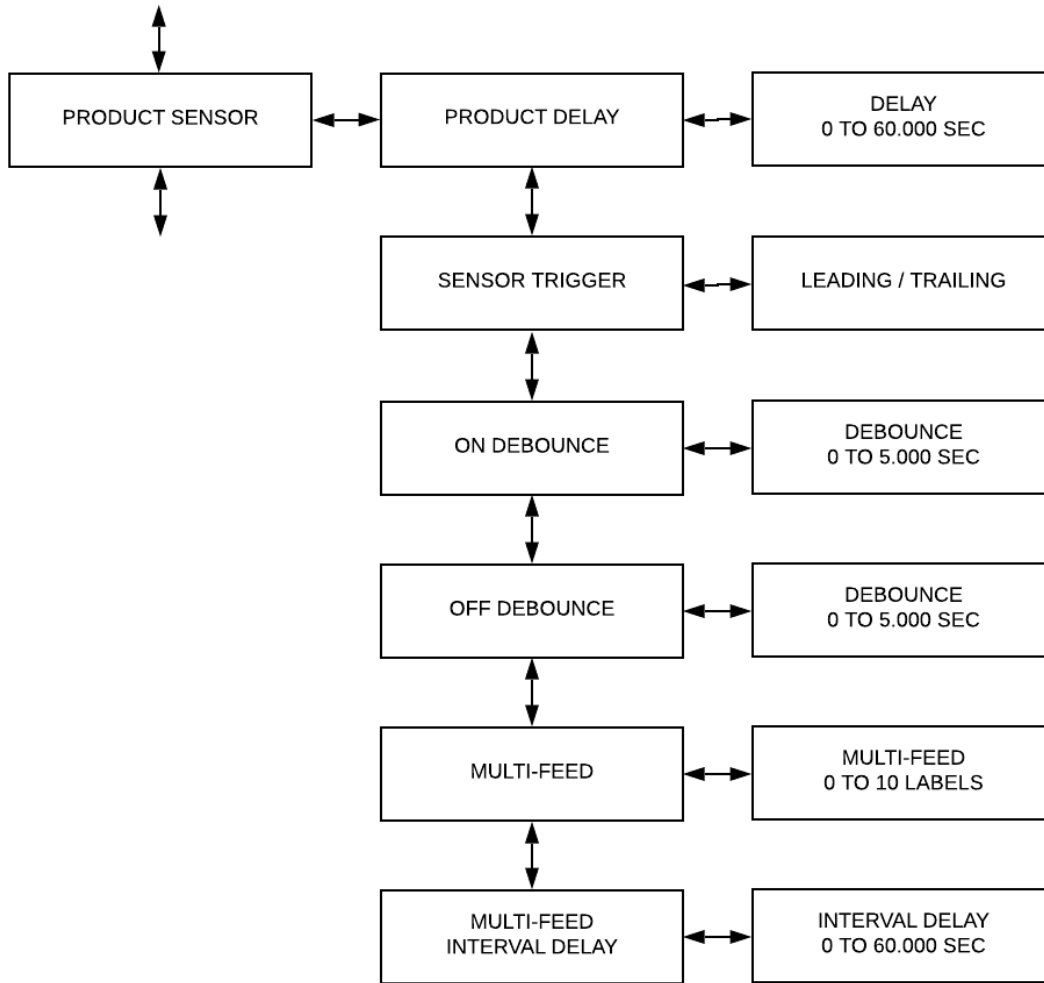 PRODUCT SENSOR
PRODUCT DELAY
DELAY
0 TO 60.000 SEC
SENSOR TRIGGER
LEADING / TRAILING
ON DEBOUNCE
DEBOUNCE
0 TO 5.000 SEC
OFF DEBOUNCE
DEBOUNCE
0 TO 5.000 SEC
MULTI-FEED
MULTI-FEED
0 TO 10 LABELS
MULTI-FEED
INTERVAL DELAY
INTERVAL DELAY
0 TO 60.000 SEC